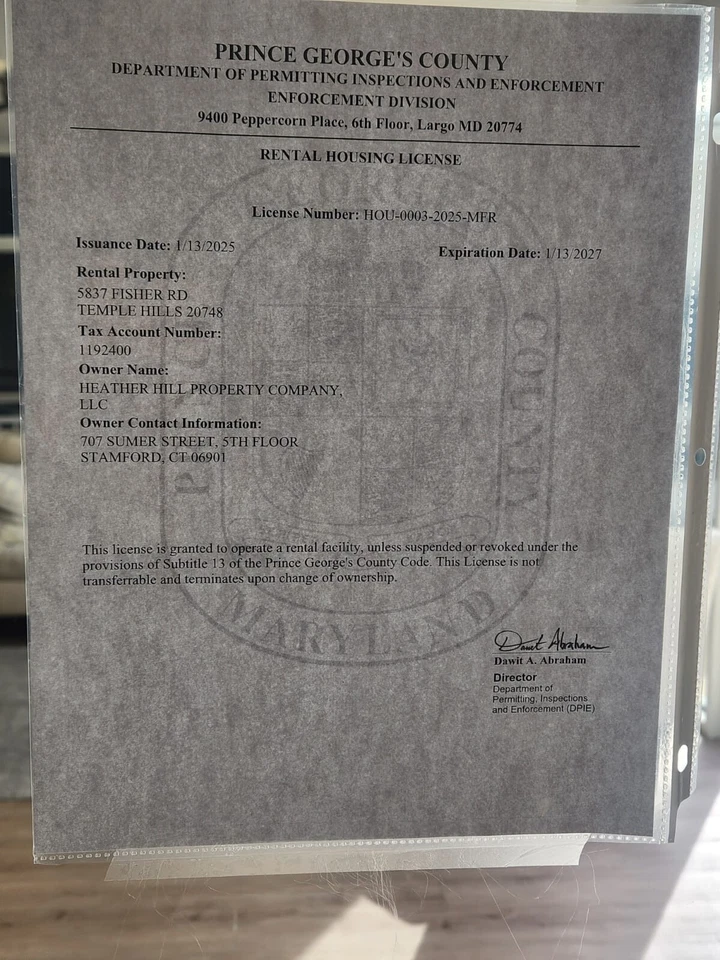 PRINCE GEORGE'S COUNTY
DEPARTMENT OF PERMITTING INSPECTIONS AND ENFORCEMENT
ENFORCEMENT DIVISION
9400 Peppercorn Place, 6th Floor, Largo MD 20774
RENTAL HOUSING LICENSE
License Number: HOU-0003-2025-MFR
Issuance Date: 1/13/2025
Expiration Date: 1/13/2027
Rental Property:
5837 FISHER RD
TEMPLE HILLS 20748
Tax Account Number:
1192400
Owner Name:
HEATHER HILL PROPERTY COMPANY,
LLC
Owner Contact Information:
707 SUMER STREET, 5TH FLOOR
STAMFORD, CT 06901
This license is granted to operate a rental facility, unless suspended or revoked under the
provisions of Subtitle 13 of the Prince George's County Code. This License is not
transferrable and terminates upon change of ownership.
Dawit Abraham
Dawit A. Abraham
Director
Department of
Permitting, Inspections
and Enforcement (DPIE)
COUNTY
MARYLAND